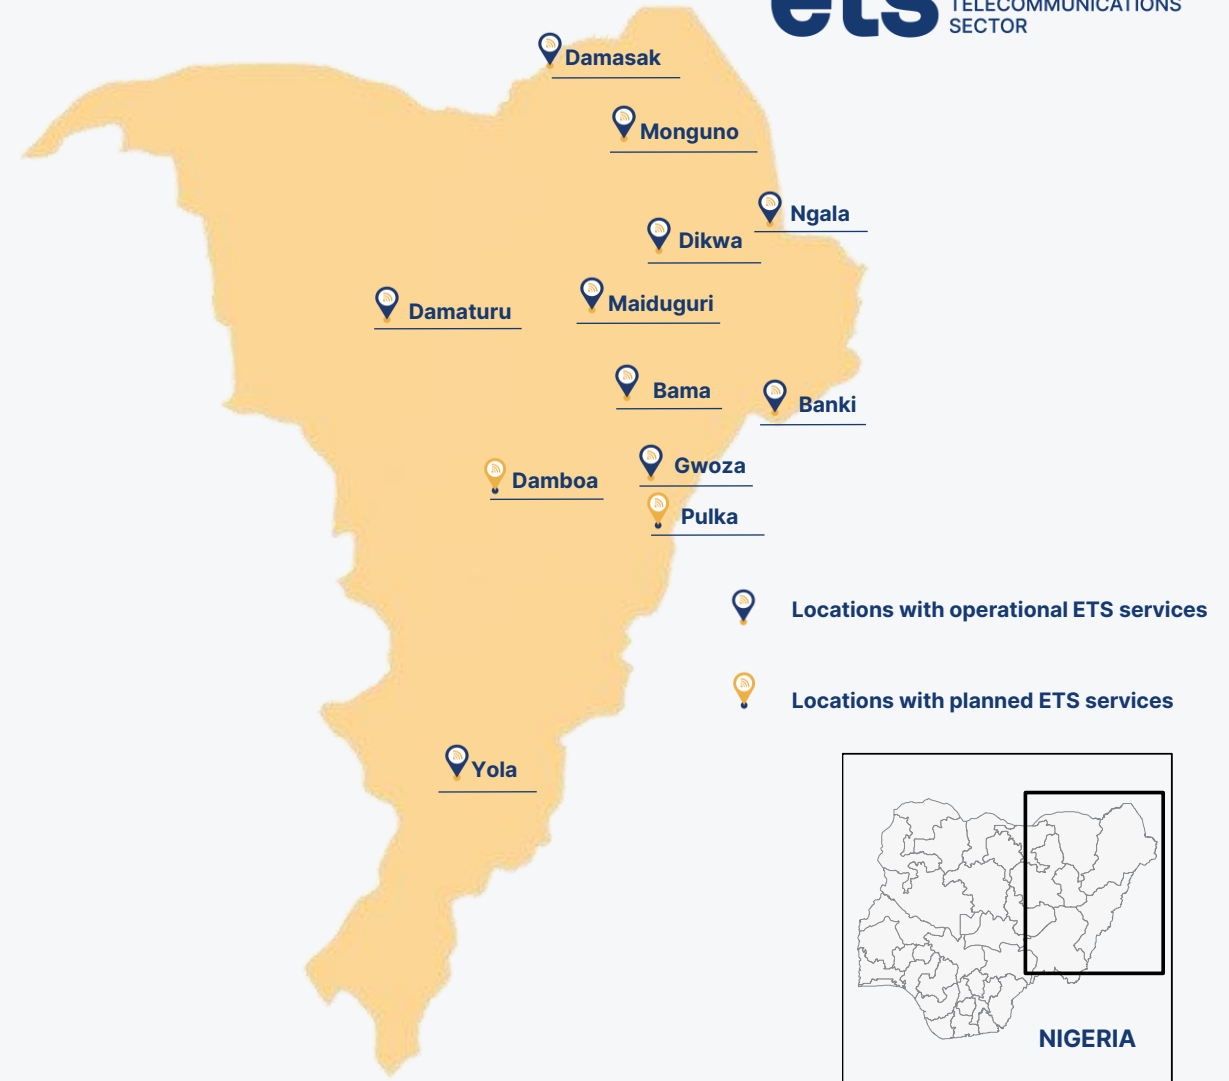 ets
TELECOMMUNICATIONS
SECTOR
Damasak
Monguno
Ngala
Dikwa
Maiduguri
Damaturu
Bama
Banki
Gwoza
Damboa
Pulka
Locations with operational ETS services
Locations with planned ETS services
Yola
NIGERIA